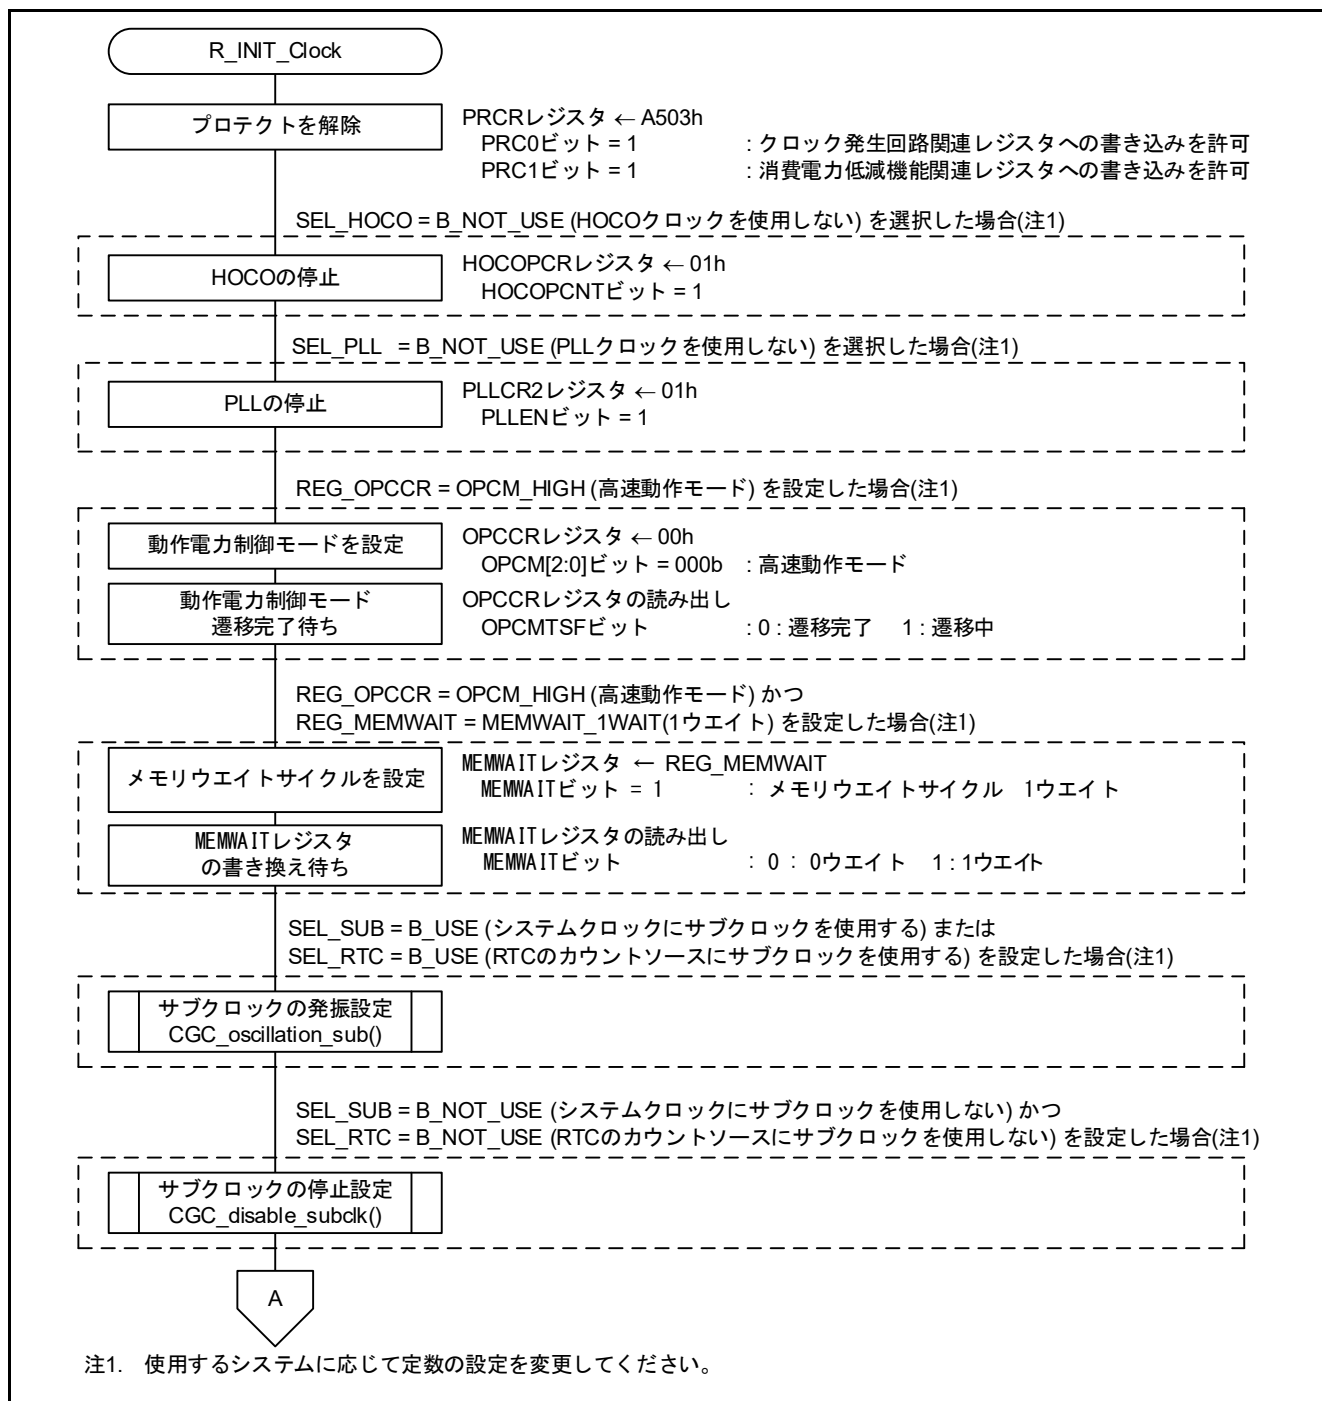 R_INIT_Clock
プロテクトを解除
PRCRレジスタ ← A503h
PRC0ビット = 1 : クロック発生回路関連レジスタへの書き込みを許可
PRC1ビット = 1 : 消費電力低減機能関連レジスタへの書き込みを許可
SEL_HOCO = B_NOT_USE (HOCOクロックを使用しない) を選択した場合(注1)
HOCOの停止
HOCOPCRレジスタ ← 01h
HOCOPCNTビット = 1
SEL_PLL = B_NOT_USE (PLLクロックを使用しない) を選択した場合(注1)
PLLの停止
PLLCR2レジスタ ← 01h
PLLENビット = 1
REG_OPCCR = OPCM_HIGH (高速動作モード) を設定した場合(注1)
動作電力制御モードを設定
OPCCRレジスタ ← 00h
OPCM[2:0]ビット = 000b : 高速動作モード
動作電力制御モード
遷移完了待ち
OPCCRレジスタの読み出し
OPCMTSFビット : 0 : 遷移完了 1 : 遷移中
REG_OPCCR = OPCM_HIGH (高速動作モード) かつ
REG_MEMWAIT = MEMWAIT_1WAIT(1ウエイト) を設定した場合(注1)
メモリウエイトサイクルを設定
MEMWAITレジスタ ← REG_MEMWAIT
MEMWAITビット = 1 : メモリウエイトサイクル 1ウエイト
MEMWAITレジスタ
の書き換え待ち
MEMWAITレジスタの読み出し
MEMWAITビット : 0 : 0ウエイト 1 : 1ウエイト
SEL_SUB = B_USE (システムクロックにサブクロックを使用する) または
SEL_RTC = B_USE (RTCのカウントソースにサブクロックを使用する) を設定した場合(注1)
サブクロックの発振設定
CGC_oscillation_sub()
SEL_SUB = B_NOT_USE (システムクロックにサブクロックを使用しない) かつ
SEL_RTC = B_NOT_USE (RTCのカウントソースにサブクロックを使用しない) を設定した場合(注1)
サブクロックの停止設定
CGC_disable_subclk()
A
注1. 使用するシステムに応じて定数の設定を変更してください。